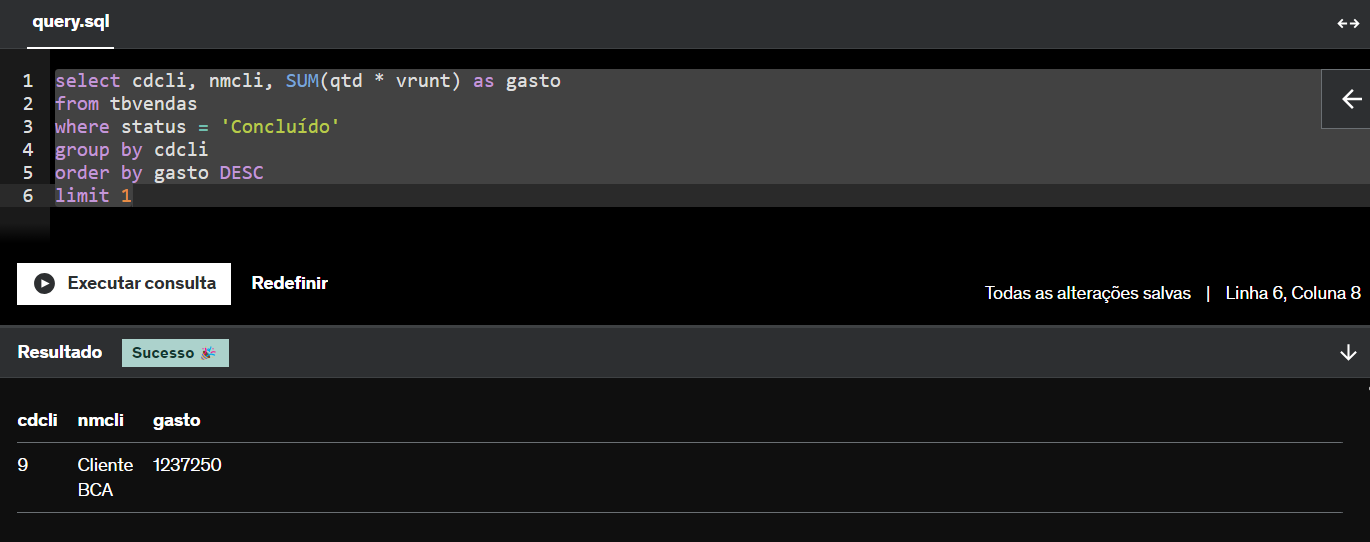 query.sql
1 select cdcli, nmcli, SUM(qtd * vrunt) as gasto
2 from tbvendas
3 where status = 'Concluído'
4 group by cdcli
5 order by gasto DESC
6 limit 1
Executar consulta Redefinir
Todas as alterações salvas | Linha 6, Coluna 8
Resultado Sucesso 🎉
cdcli nmcli gasto
9 Cliente 1237250
BCA